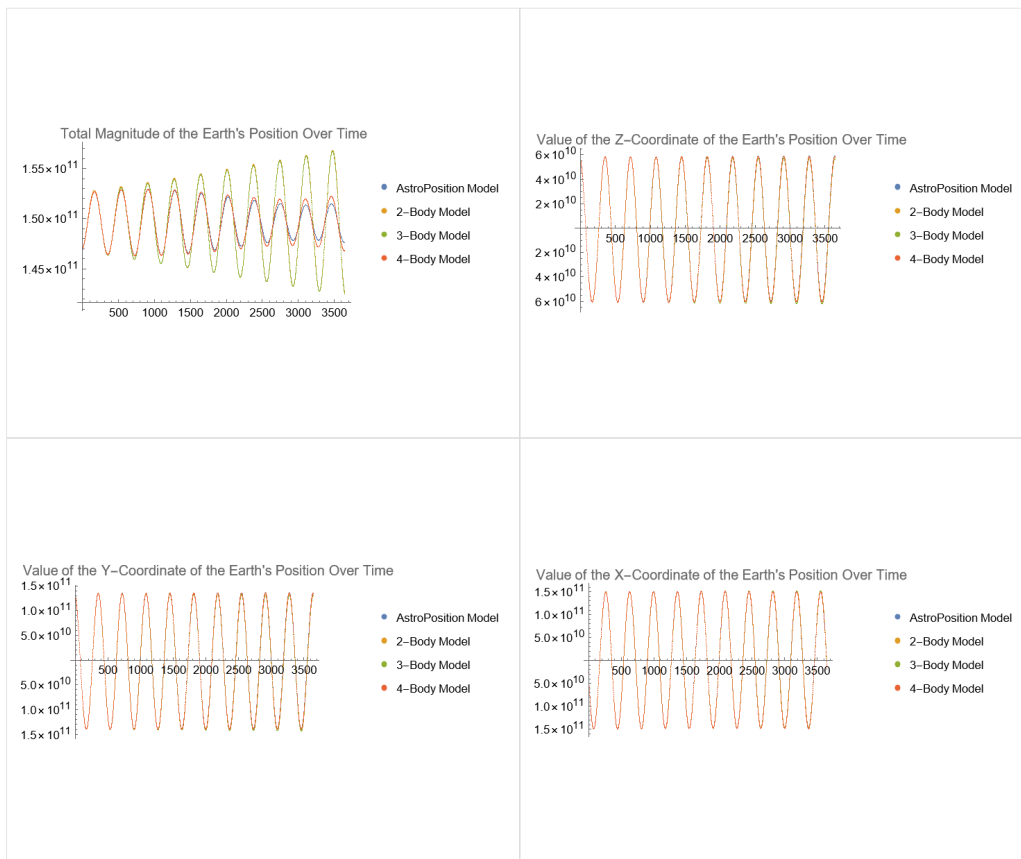 Total Magnitude of the Earth's Position Over Time
1.55×10^11
1.50×10^11
1.45×10^11
500 1000 1500 2000 2500 3000 3500
AstroPosition Model
2-Body Model
3-Body Model
4-Body Model
Value of the Z-Coordinate of the Earth's Position Over Time
6×10^10
4×10^10
2×10^10
500 1000 1500 2000 2500 3000 3500
2×10^10
4×10^10
6×10^10
AstroPosition Model
2-Body Model
3-Body Model
4-Body Model
Value of the Y-Coordinate of the Earth's Position Over Time
1.5×10^11
1.0×10^11
5.0×10^10
500 1000 1500 2000 2500 3000 3500
5.0×10^10
1.0×10^11
1.5×10^11
AstroPosition Model
2-Body Model
3-Body Model
4-Body Model
Value of the X-Coordinate of the Earth's Position Over Time
1.5×10^11
1.0×10^11
5.0×10^10
500 1000 1500 2000 2500 3000 3500
5.0×10^10
1.0×10^11
1.5×10^11
AstroPosition Model
2-Body Model
3-Body Model
4-Body Model